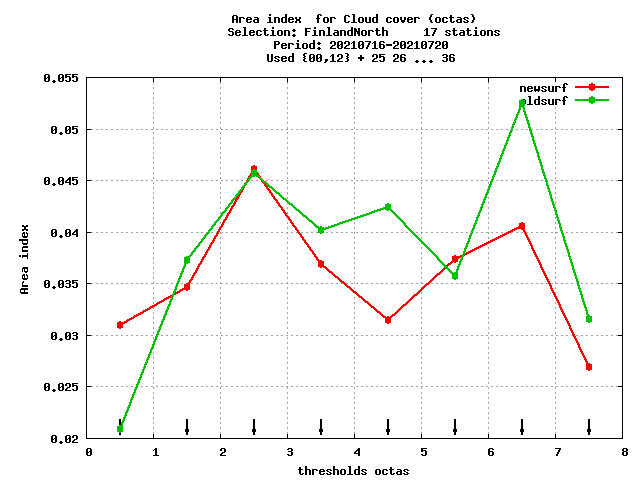 Area index  for Cloud cover (octas)
Selection: FinlandNorth     17 stations
Period: 20210716-20210720
Used {00,12} + 25 26 ... 36
0.055
0.05
0.045
0.04
0.035
0.03
0.025
0.02
Area index
newsurf
oldsurf
0 1 2 3 4 5 6 7 8
thresholds octas